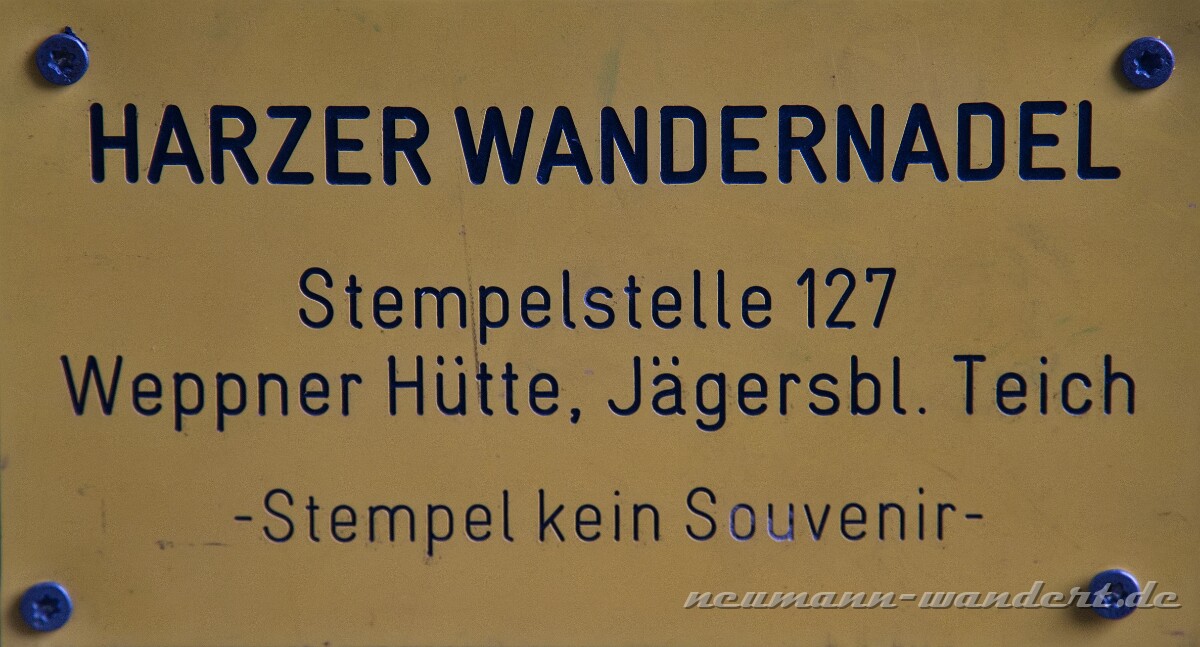 HARZER WANDERNADEL
Stempelstelle 127
Weppner Hütte, Jägersbl. Teich
-Stempel kein Souvenir-
neumann-wandert.de